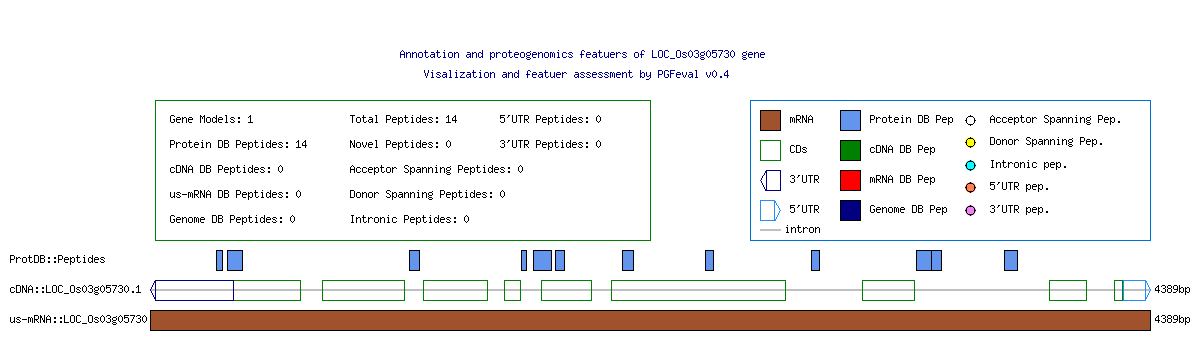 Annotation and proteogenomics featuers of LOC_Os03g05730 gene
Visalization and featuer assessment by PGFeval v0.4
Gene Models: 1 Total Peptides: 14 5'UTR Peptides: 0
Protein DB Peptides: 14 Novel Peptides: 0 3'UTR Peptides: 0
cDNA DB Peptides: 0 Acceptor Spanning Peptides: 0
us-mRNA DB Peptides: 0 Donor Spanning Peptides: 0
Genome DB Peptides: 0 Intronic Peptides: 0
mRNA Protein DB Pep Acceptor Spanning Pep.
CDs cDNA DB Pep Donor Spanning Pep.
3'UTR mRNA DB Pep Intronic pep.
5'UTR Genome DB Pep 5'UTR pep.
intron 3'UTR pep.
ProtDB::Peptides
cDNA::LOC_Os03g05730.1 4389bp
us-mRNA::LOC_Os03g05730 4389bp